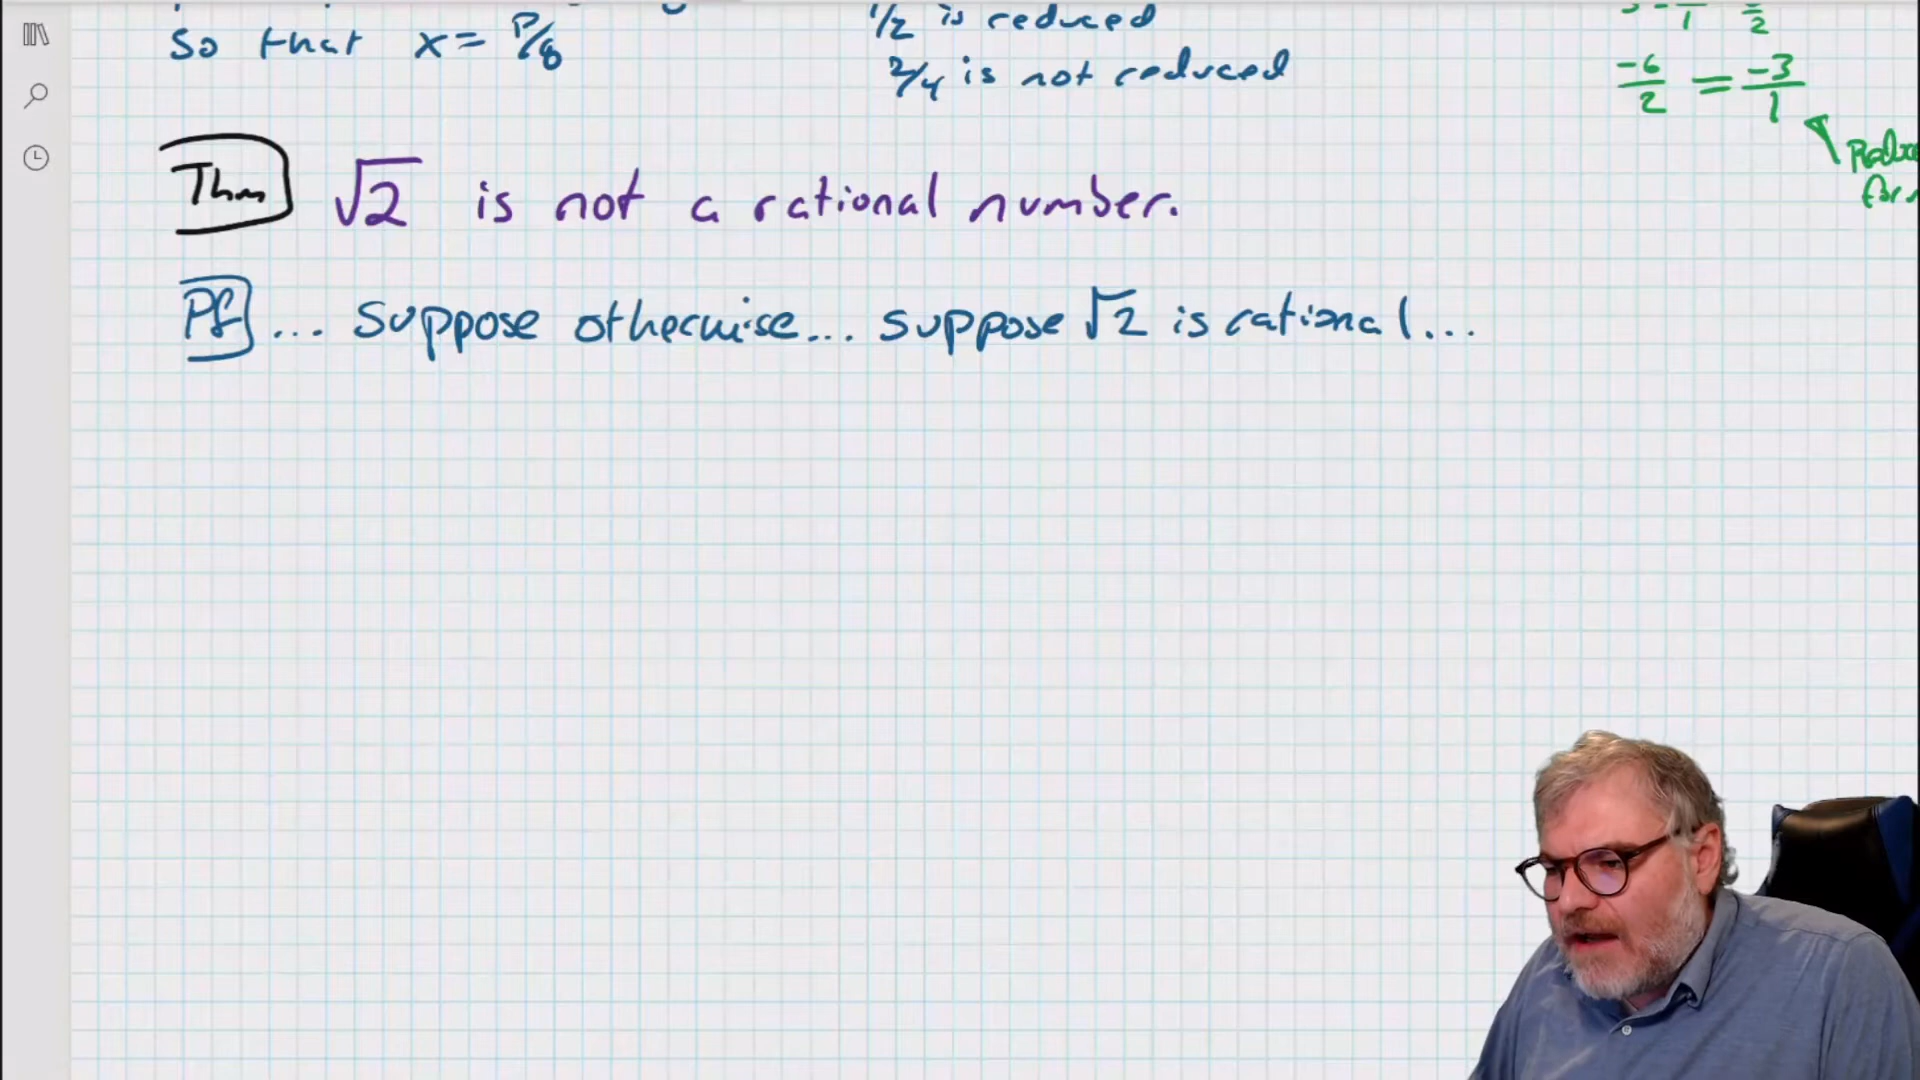 so that x = p/q
1/2 is reduced
2/4 is not reduced
-6/2 = -3/1
Thm √2 is not a rational number.
Pf ... suppose otherwise... suppose √2 is rational...